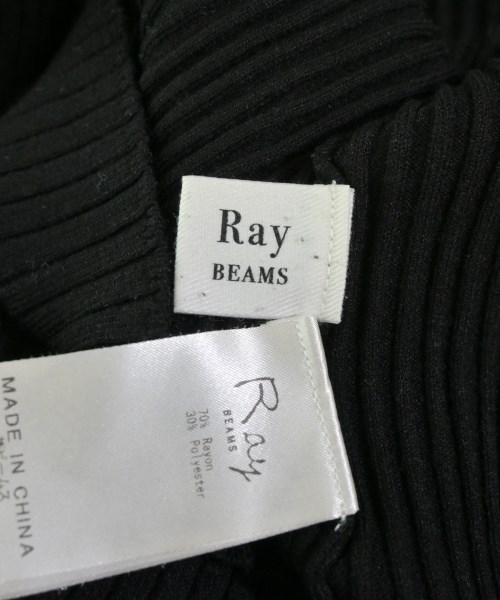 Ray
BEAMS
Ray
BEAMS
70% Rayon
30% Polyester
MADE IN CHINA